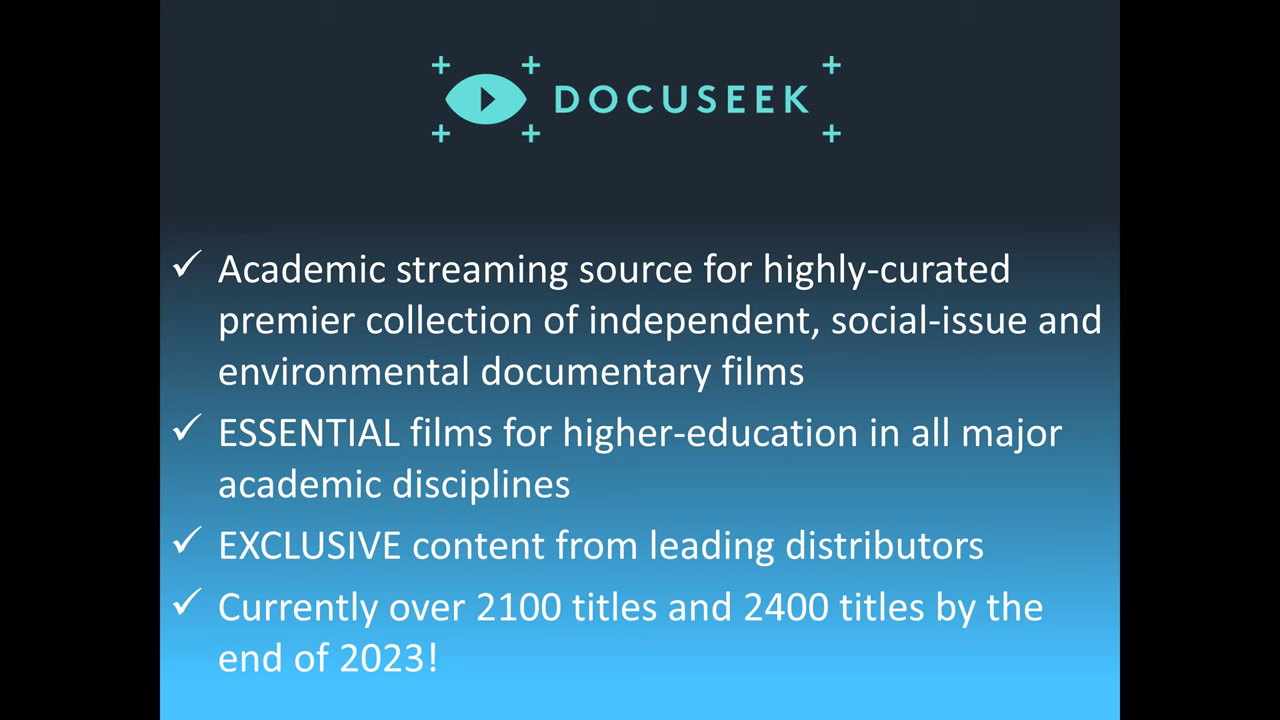 DOCUSEEK
✓ Academic streaming source for highly-curated
premier collection of independent, social-issue and
environmental documentary films
✓ ESSENTIAL films for higher-education in all major
academic disciplines
✓ EXCLUSIVE content from leading distributors
✓ Currently over 2100 titles and 2400 titles by the
end of 2023!